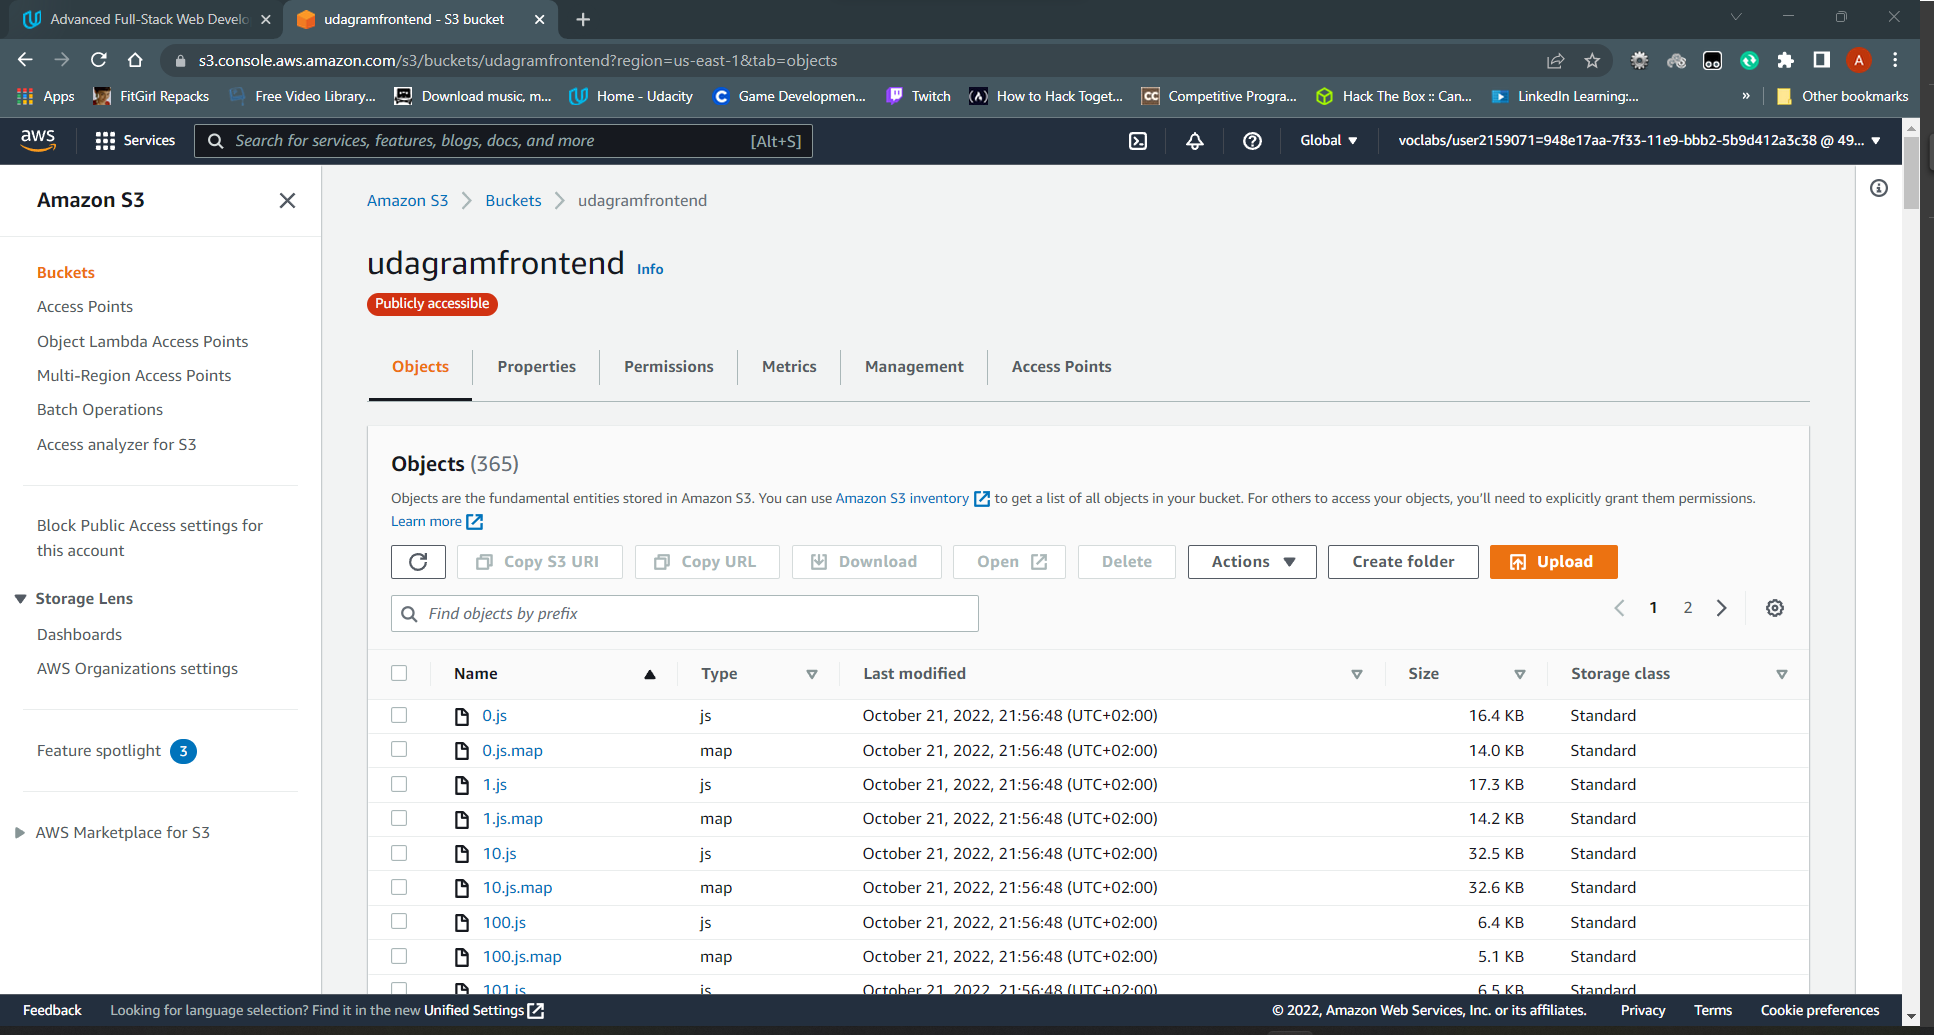 Advanced Full-Stack Web Develo
udagramfrontend - S3 bucket
s3.console.aws.amazon.com/s3/buckets/udagramfrontend?region=us-east-1&tab=objects
A
Apps FitGirl Repacks Free Video Library... Download music, m... Home - Udacity Game Developmen... Twitch How to Hack Toget... Competitive Progra... Hack The Box :: Can... LinkedIn Learning:... » Other bookmarks
aws Services Search for services, features, blogs, docs, and more [Alt+S] Global voclabs/user2159071=948e17aa-7f33-11e9-bbb2-5b9d412a3c38 @ 49...
Amazon S3
Buckets
Access Points
Object Lambda Access Points
Multi-Region Access Points
Batch Operations
Access analyzer for S3
Block Public Access settings for
this account
Storage Lens
Dashboards
AWS Organizations settings
Feature spotlight 3
AWS Marketplace for S3
Amazon S3 Buckets udagramfrontend
udagramfrontend Info
Publicly accessible
Objects Properties Permissions Metrics Management Access Points
Objects (365)
Objects are the fundamental entities stored in Amazon S3. You can use Amazon S3 inventory to get a list of all objects in your bucket. For others to access your objects, you'll need to explicitly grant them permissions.
Learn more
Copy S3 URI Copy URL Download Open Delete Actions Create folder Upload
Find objects by prefix
1 2
Name Type Last modified Size Storage class
0.js js October 21, 2022, 21:56:48 (UTC+02:00) 16.4 KB Standard
0.js.map map October 21, 2022, 21:56:48 (UTC+02:00) 14.0 KB Standard
1.js js October 21, 2022, 21:56:48 (UTC+02:00) 17.3 KB Standard
1.js.map map October 21, 2022, 21:56:48 (UTC+02:00) 14.2 KB Standard
10.js js October 21, 2022, 21:56:48 (UTC+02:00) 32.5 KB Standard
10.js.map map October 21, 2022, 21:56:48 (UTC+02:00) 32.6 KB Standard
100.js js October 21, 2022, 21:56:48 (UTC+02:00) 6.4 KB Standard
100.js.map map October 21, 2022, 21:56:48 (UTC+02:00) 5.1 KB Standard
101.js js October 21, 2022, 21:56:48 (UTC+02:00) 6.5 KB Standard
Feedback Looking for language selection? Find it in the new Unified Settings © 2022, Amazon Web Services, Inc. or its affiliates. Privacy Terms Cookie preferences